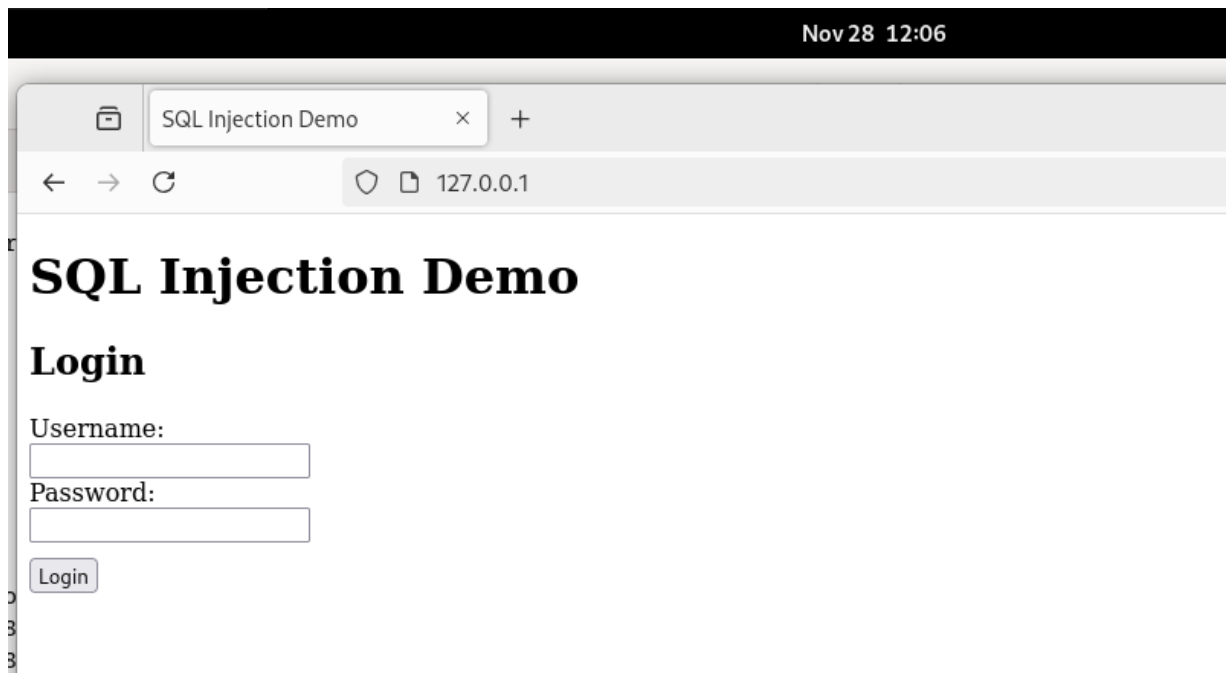 Nov 28 12:06
SQL Injection Demo
127.0.0.1
SQL Injection Demo
Login
Username:
Password:
Login